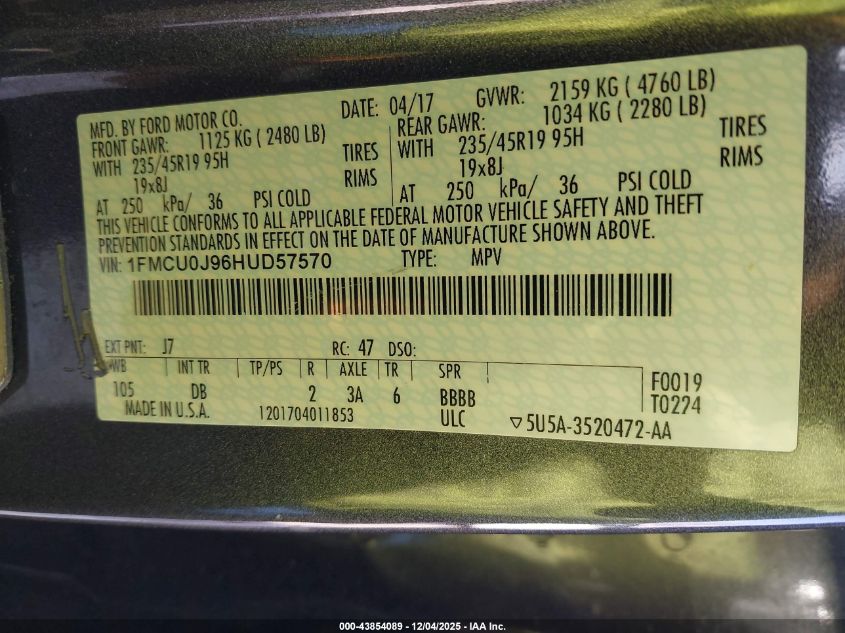 MFD. BY FORD MOTOR CO. DATE: 04/17 GVWR: 2159 KG ( 4760 LB)
FRONT GAWR: 1125 KG ( 2480 LB) REAR GAWR: 1034 KG ( 2280 LB)
WITH 235/45R19 95H TIRES WITH 235/45R19 95H TIRES
19x8J RIMS 19x8J RIMS
AT 250 kPa/ 36 PSI COLD AT 250 kPa/ 36 PSI COLD
THIS VEHICLE CONFORMS TO ALL APPLICABLE FEDERAL MOTOR VEHICLE SAFETY AND THEFT
PREVENTION STANDARDS IN EFFECT ON THE DATE OF MANUFACTURE SHOWN ABOVE.
VIN: 1FMCU0J96HUD57570 TYPE: MPV
EXT PNT: J7 RC: 47 DSO:
WB INT TR TP/PS R AXLE TR SPR
105 DB 2 3A 6 BBBB F0019
MADE IN U.S.A. 1201704011853 ULC T0224
▽5U5A-3520472-AA
000-43854089 - 12/04/2025 - IAA Inc.